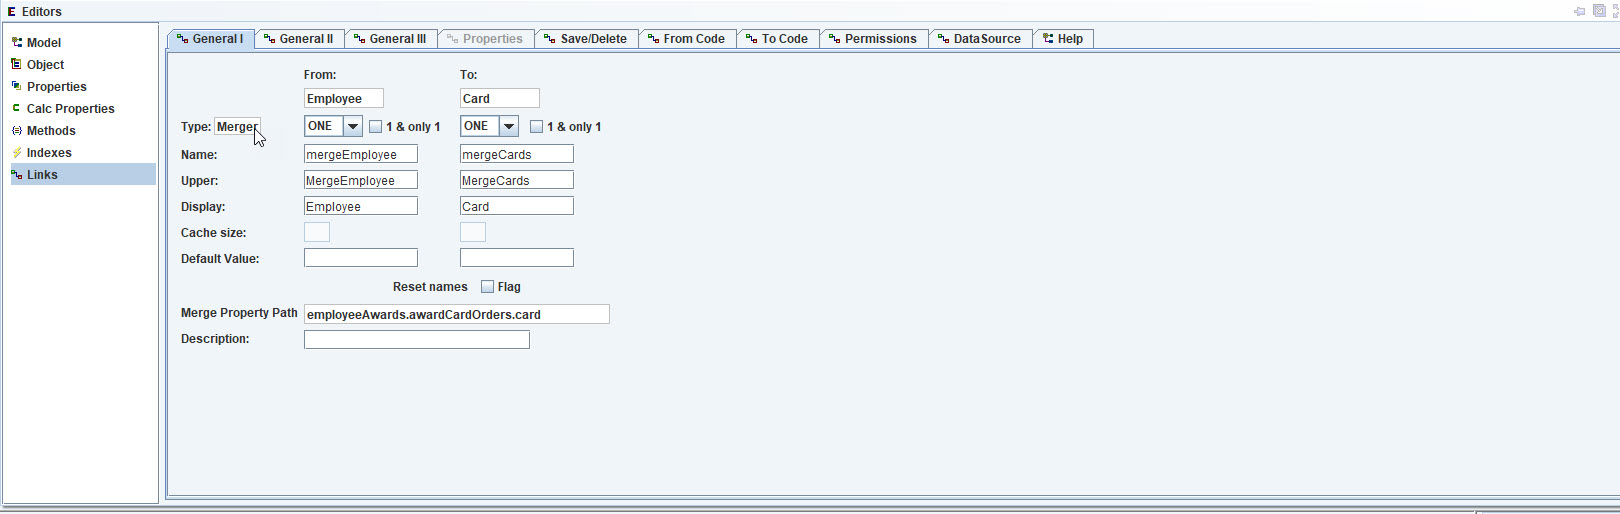 E Editors
Model
Object
Properties
C Calc Properties
Methods
Indexes
Links
General I General II General III Properties Save/Delete From Code To Code Permissions DataSource Help
From: To:
Employee Card
Type: Merger ONE 1 & only 1 ONE 1 & only 1
Name: mergeEmployee mergeCards
Upper: MergeEmployee MergeCards
Display: Employee Card
Cache size:
Default Value:
Reset names Flag
Merge Property Path employeeAwards.awardCardOrders.card
Description: